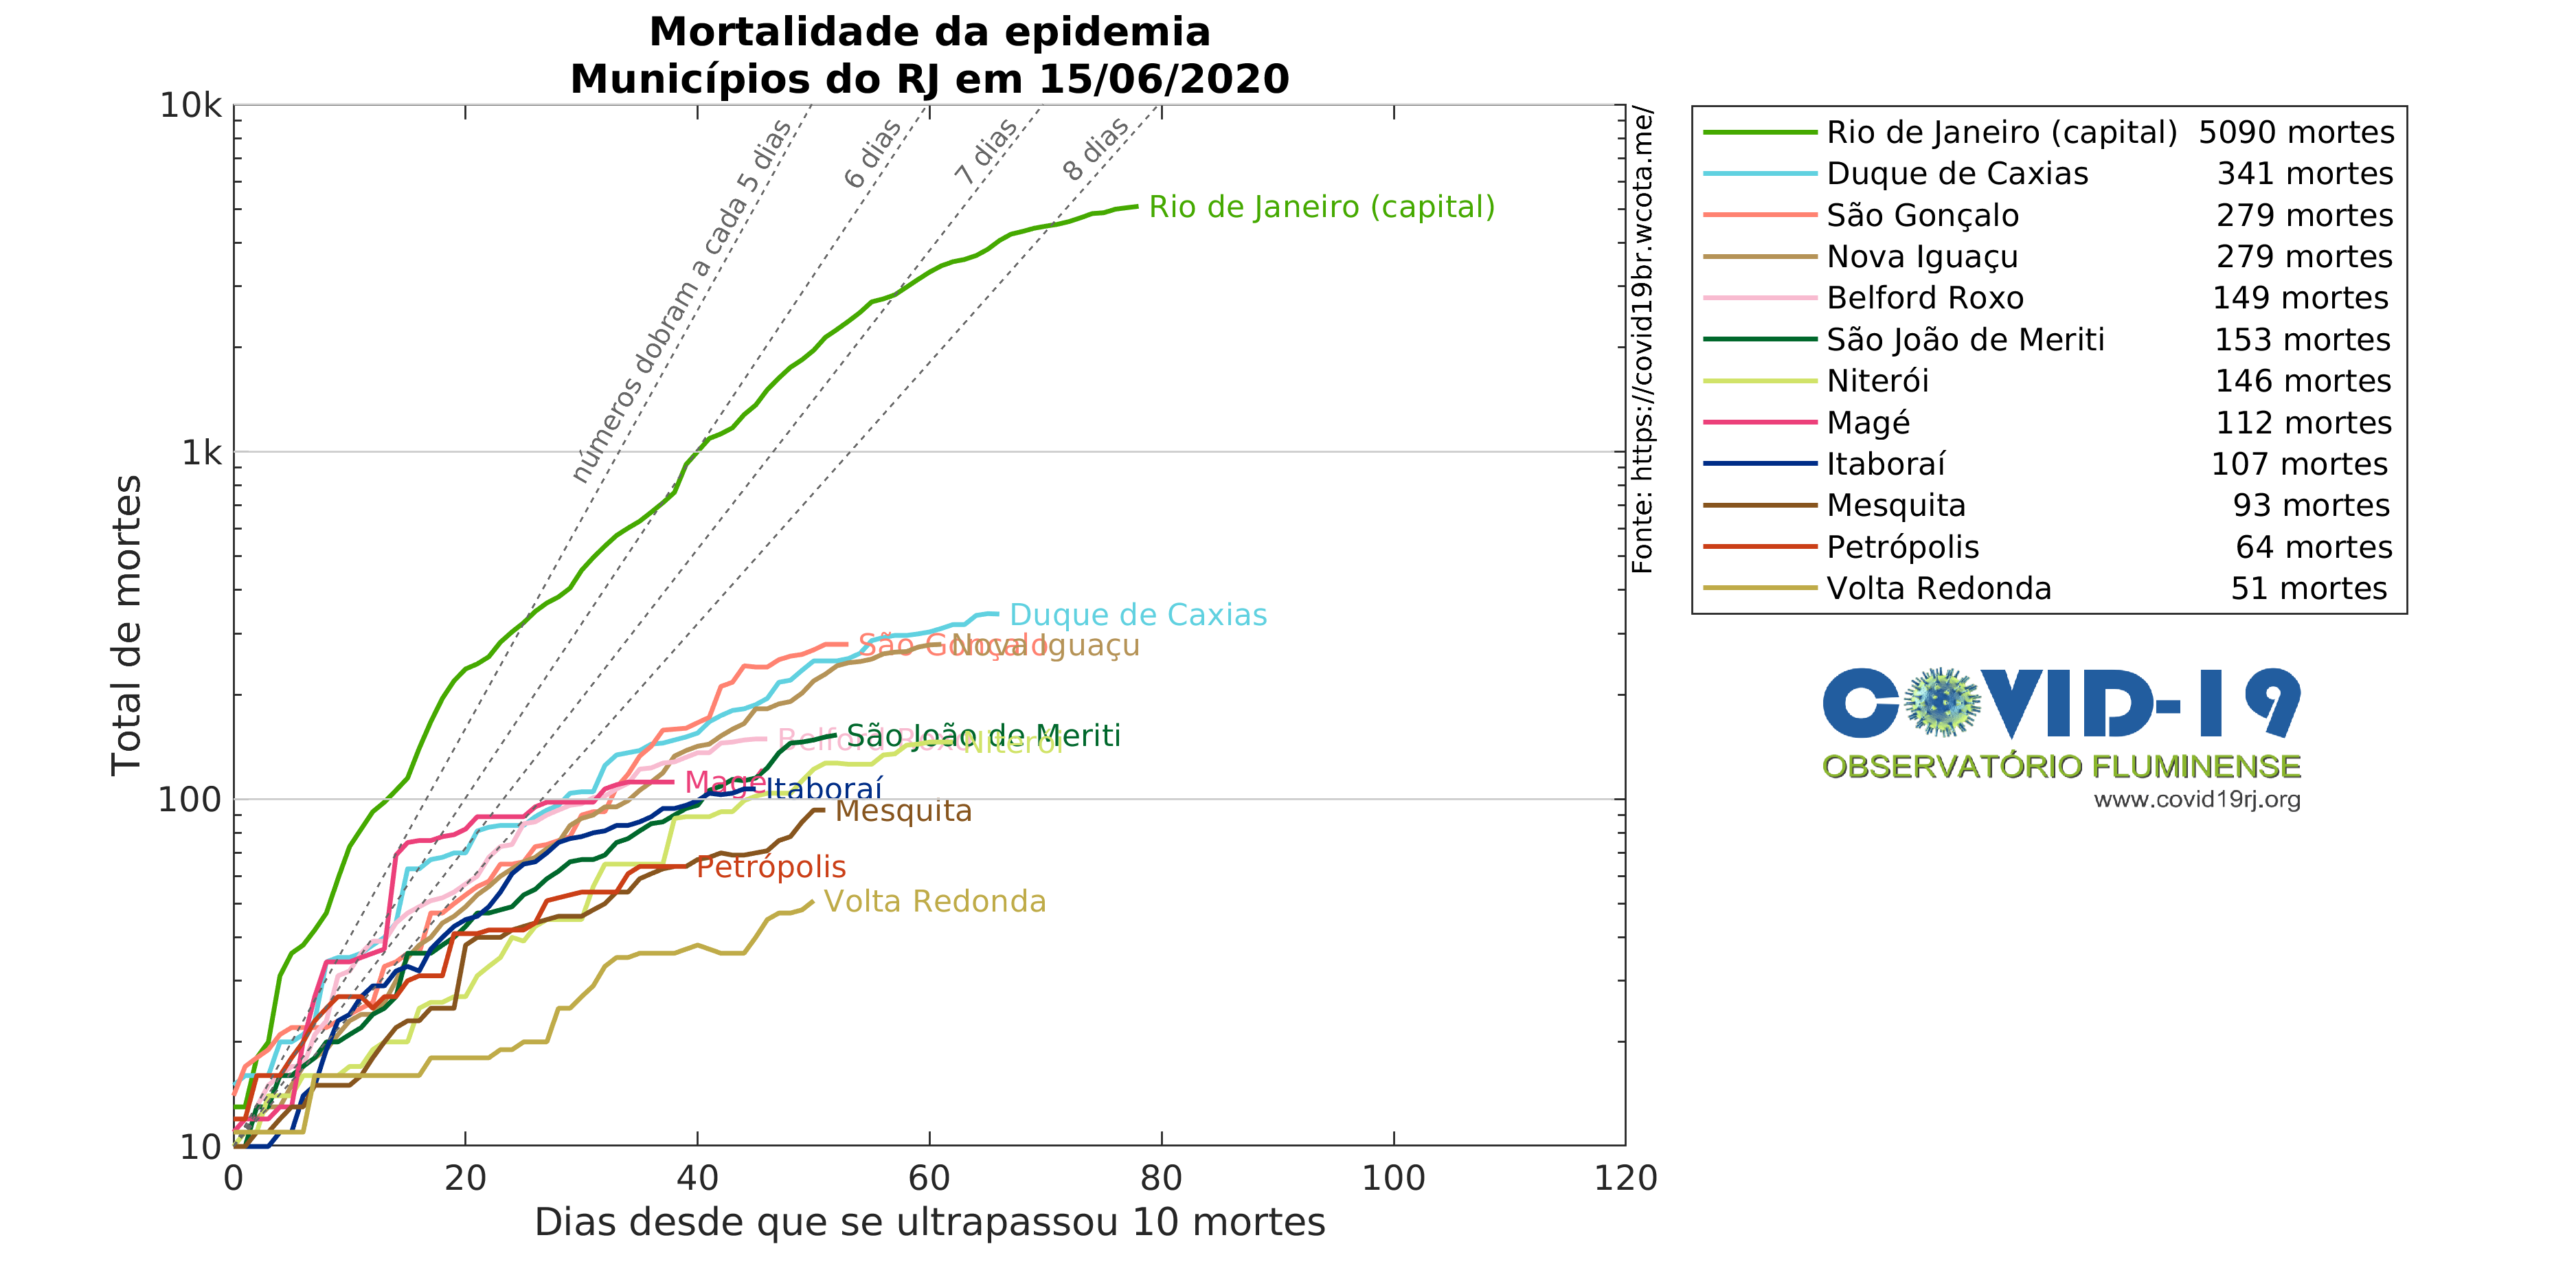 Mortalidade da epidemia
Municípios do RJ em 15/06/2020
10k
1k
100
10
Total de mortes
0 20 40 60 80 100 120
Dias desde que se ultrapassou 10 mortes
números dobram a cada 5 dias
6 dias
7 dias
8 dias
Rio de Janeiro (capital)
Duque de Caxias
São Gonçalo
Nova Iguaçu
Belford Roxo
São João de Meriti
Niterói
Magé
Itaboraí
Mesquita
Petrópolis
Volta Redonda
Fonte: https://covid19br.wcota.me/
Rio de Janeiro (capital) 5090 mortes
Duque de Caxias 341 mortes
São Gonçalo 279 mortes
Nova Iguaçu 279 mortes
Belford Roxo 149 mortes
São João de Meriti 153 mortes
Niterói 146 mortes
Magé 112 mortes
Itaboraí 107 mortes
Mesquita 93 mortes
Petrópolis 64 mortes
Volta Redonda 51 mortes
COVID-19
OBSERVATÓRIO FLUMINENSE
www.covid19rj.org